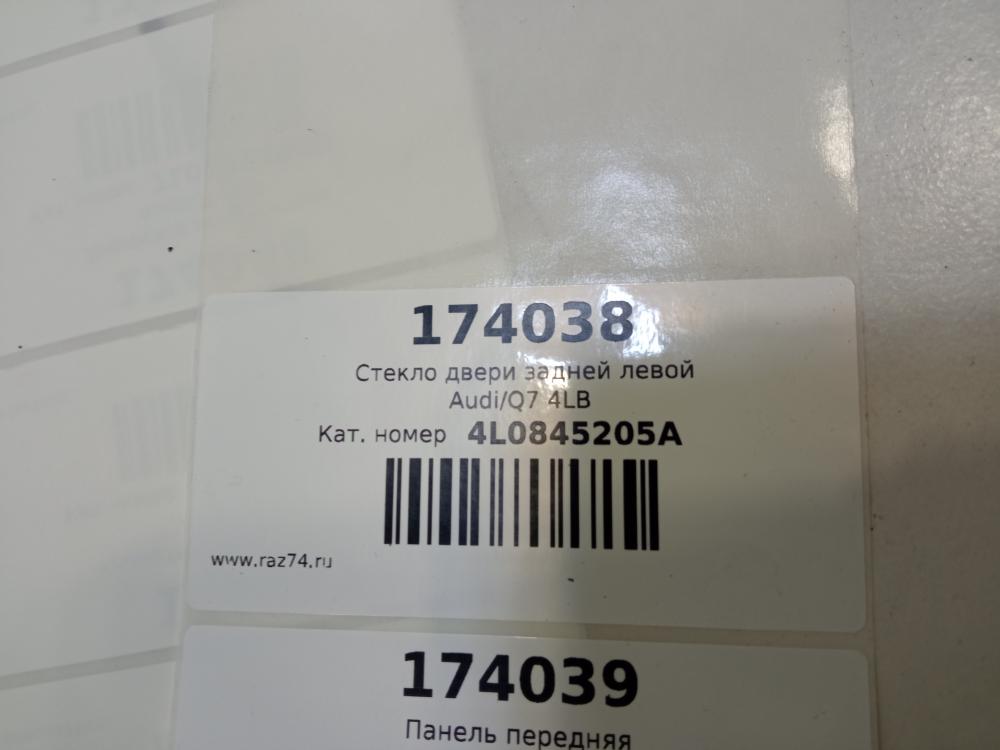 174038
Стекло двери задней левой
Audi/Q7 4LB
Кат. номер 4L0845205A
www.raz74.ru
174039
Панель передняя